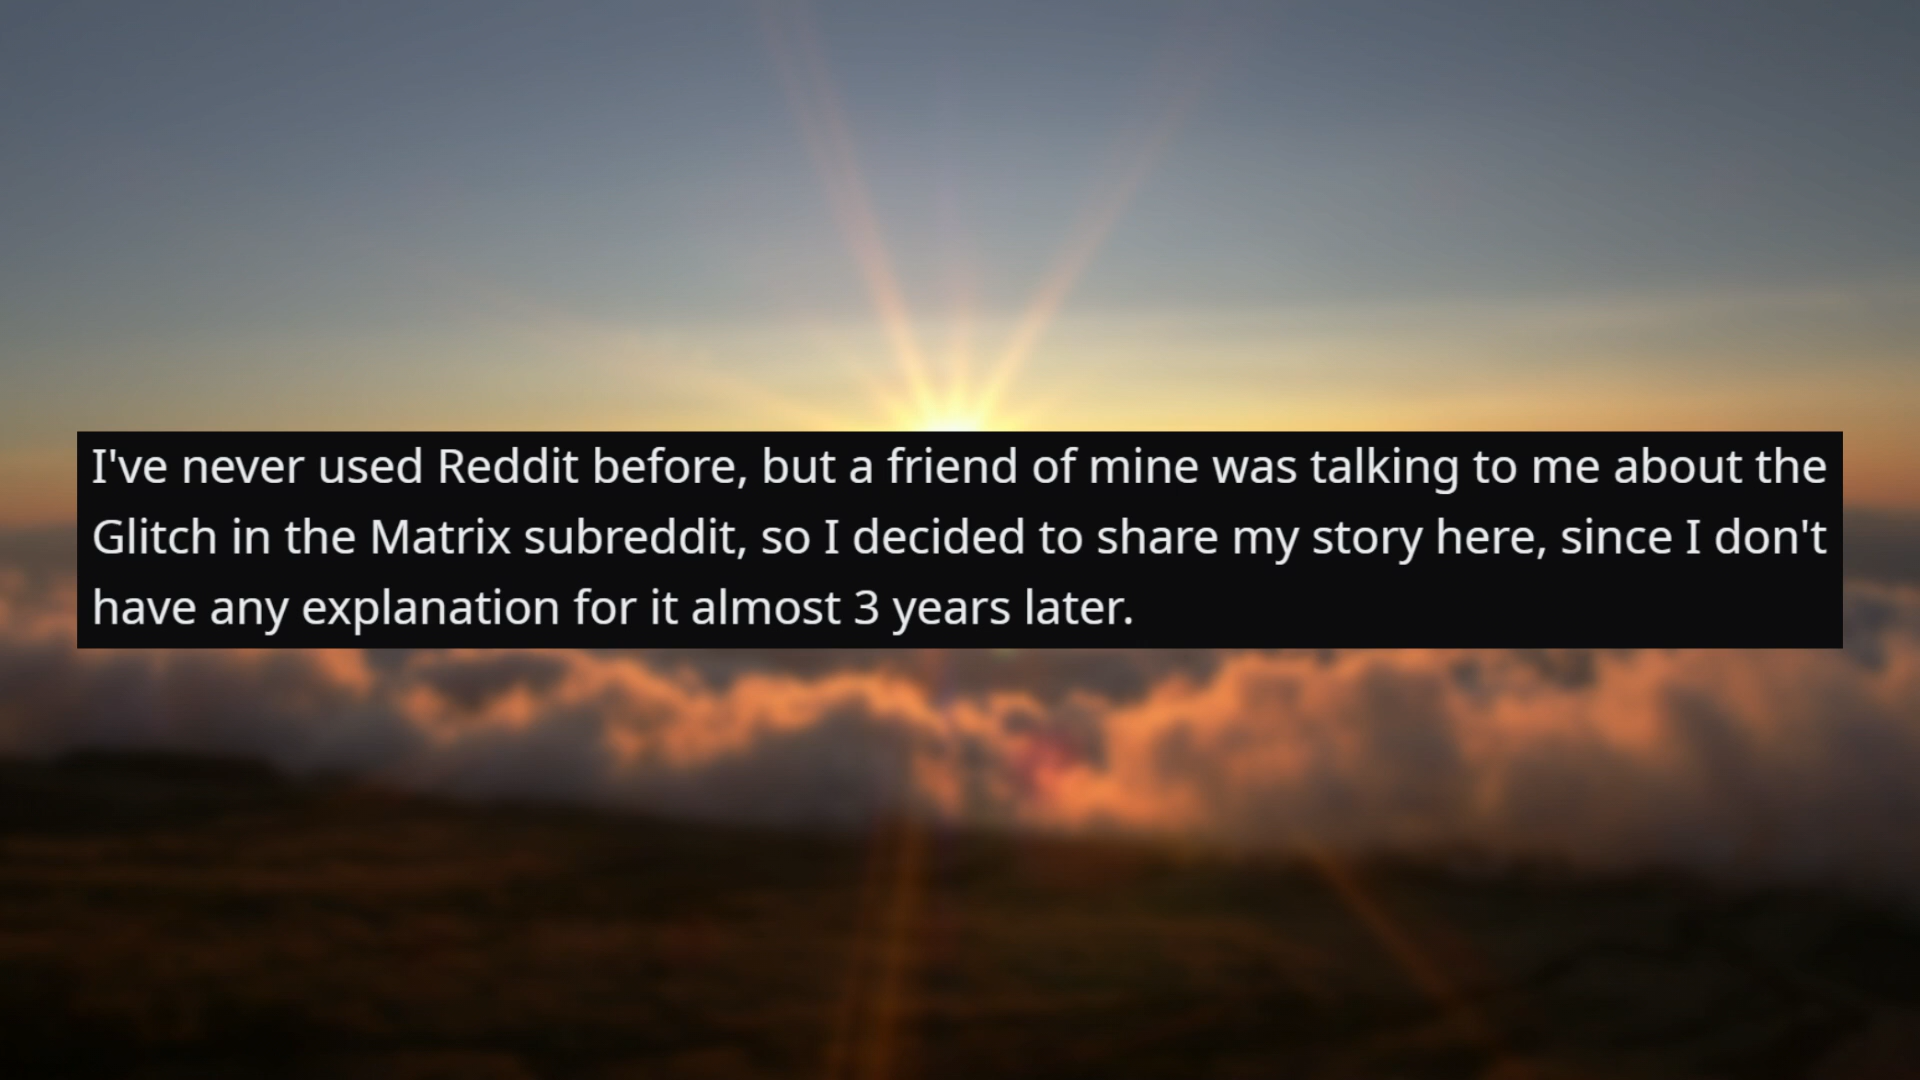 I've never used Reddit before, but a friend of mine was talking to me about the
Glitch in the Matrix subreddit, so I decided to share my story here, since I don't
have any explanation for it almost 3 years later.